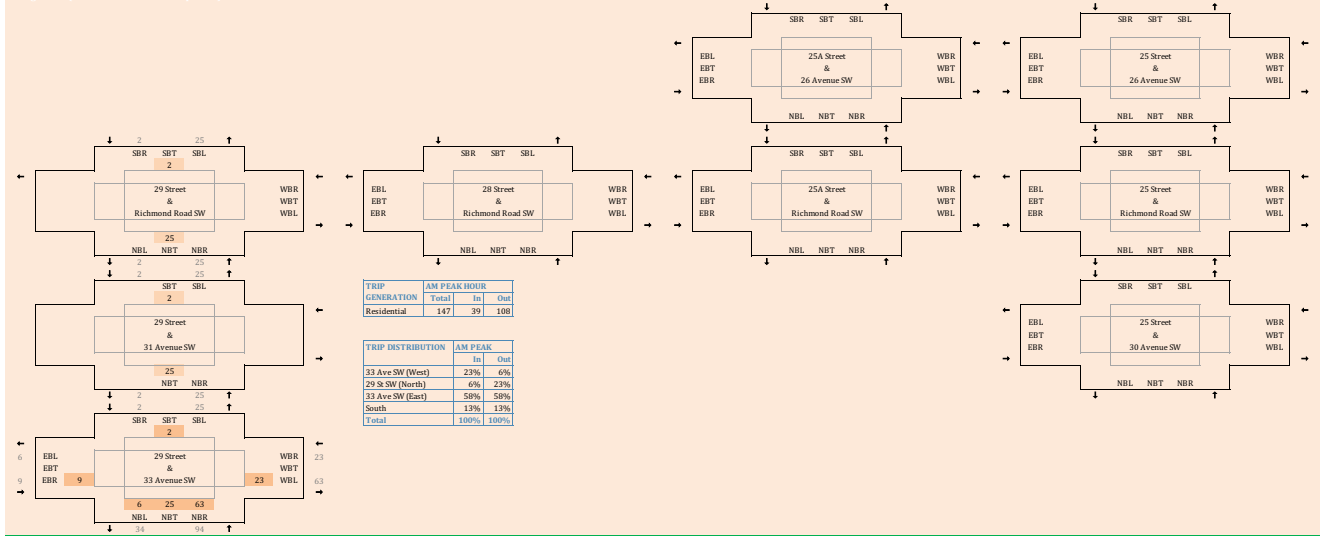 SBR SBT SBL
EBL WBR
EBT WBT
EBR WBL
25A Street
&
26 Avenue SW
NBL NBT NBR
SBR SBT SBL
EBL WBR
EBT WBT
EBR WBL
25 Street
&
26 Avenue SW
NBL NBT NBR
2 25
SBR SBT SBL
2
29 Street
&
Richmond Road SW
WBR
WBT
WBL
25
NBL NBT NBR
2 25
SBR SBT SBL
EBL WBR
EBT WBT
EBR WBL
28 Street
&
Richmond Road SW
NBL NBT NBR
SBR SBT SBL
EBL WBR
EBT WBT
EBR WBL
25A Street
&
Richmond Road SW
NBL NBT NBR
SBR SBT SBL
EBL WBR
EBT WBT
EBR WBL
25 Street
&
Richmond Road SW
NBL NBT NBR
2 25
SBT SBL
2
29 Street
&
31 Avenue SW
25
NBT NBR
2 25
TRIP GENERATION AM PEAK HOUR
Total In Out
Residential 147 39 108
TRIP DISTRIBUTION AM PEAK
In Out
33 Ave SW (West) 23% 6%
29 St SW (North) 6% 23%
33 Ave SW (East) 58% 58%
South 13% 13%
Total 100% 100%
SBR SBT SBL
EBL WBR
EBT WBT
EBR WBL
25 Street
&
30 Avenue SW
NBL NBT NBR
2 25
SBR SBT SBL
2
6 EBL 29 Street WBR 23
EBT & WBT
9 EBR 9 33 Avenue SW 23 WBL 63
6 25 63
NBL NBT NBR
34 94